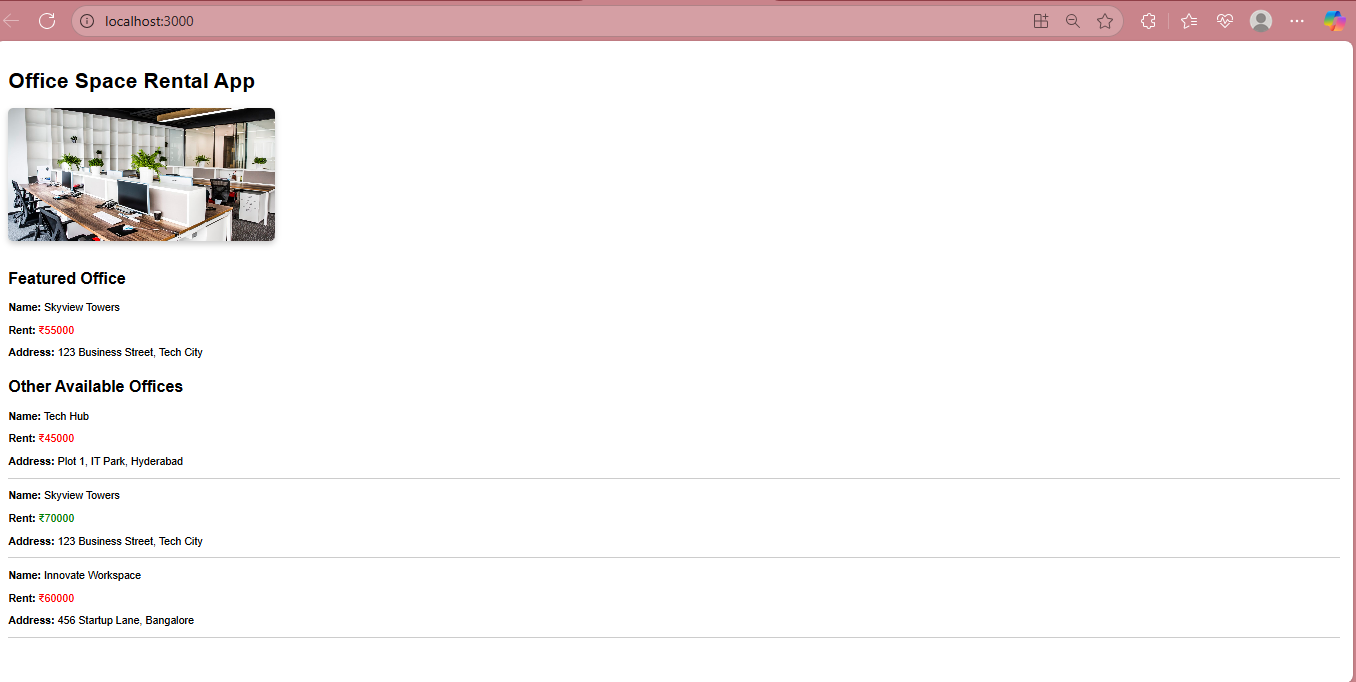 localhost:3000
Office Space Rental App
Featured Office
Name: Skyview Towers
Rent: ₹55000
Address: 123 Business Street, Tech City
Other Available Offices
Name: Tech Hub
Rent: ₹45000
Address: Plot 1, IT Park, Hyderabad
Name: Skyview Towers
Rent: ₹70000
Address: 123 Business Street, Tech City
Name: Innovate Workspace
Rent: ₹60000
Address: 456 Startup Lane, Bangalore